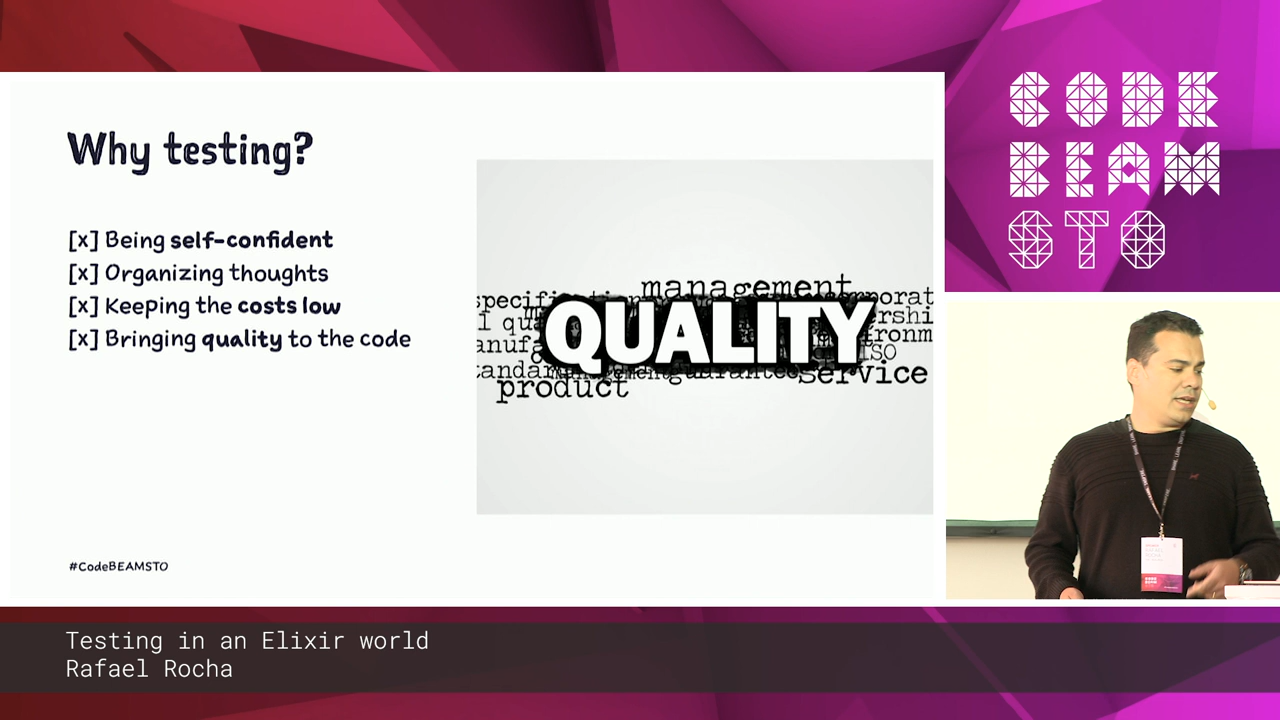 Why testing?
[x] Being self-confident
[x] Organizing thoughts
[x] Keeping the costs low
[x] Bringing quality to the code
management
QUALITY
product
service
ISO
#CodeBEAMSTO
CODE
BEAM
STO
Testing in an Elixir world
Rafael Rocha